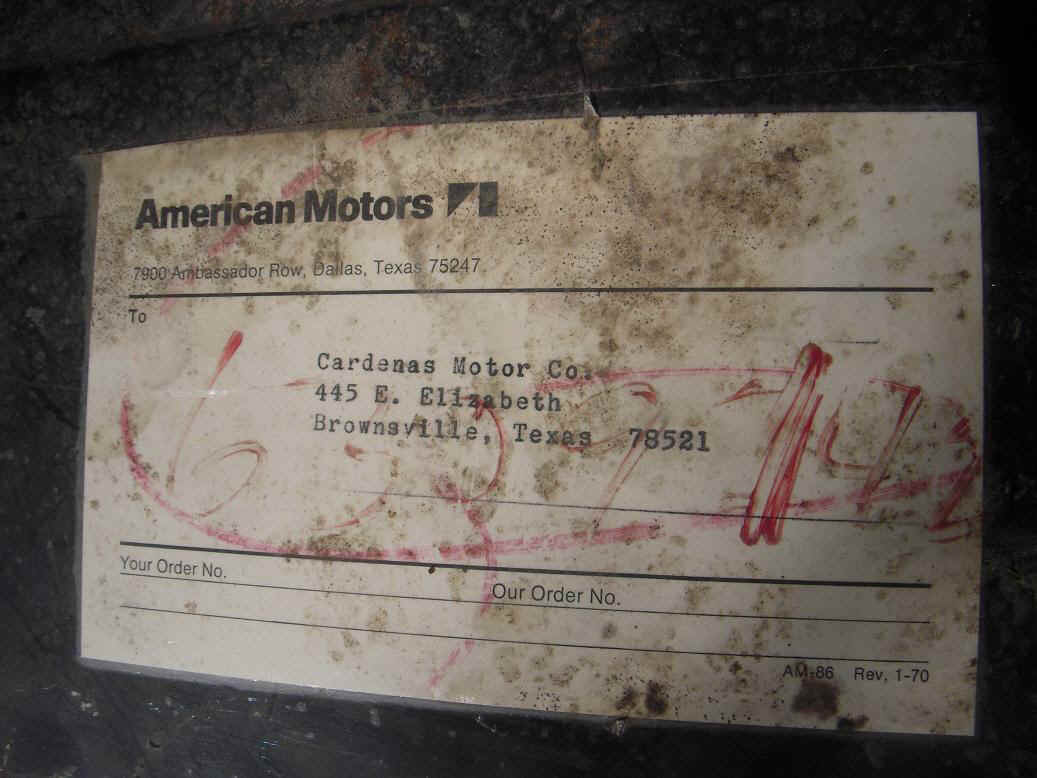 American Motors
7900 Ambassador Row, Dallas, Texas 75247
To
Cardenas Motor Co.
445 E. Elizabeth
Brownsville, Texas 78521
Your Order No.
Our Order No.
AM-86 Rev. 1-70